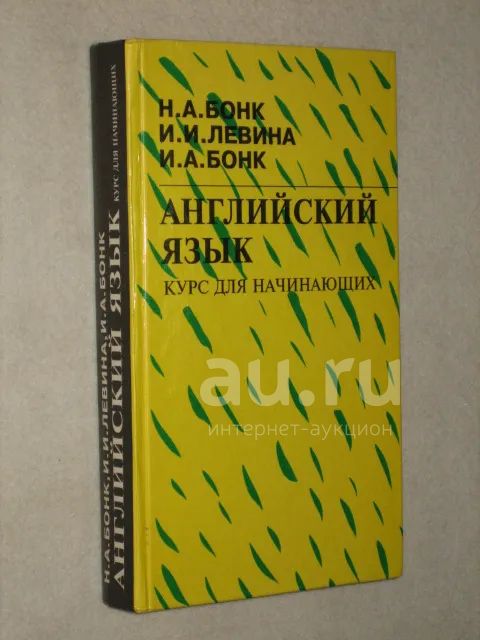 Н.А.БОНК
И.И.ЛЕВИНА
И.А.БОНК
АНГЛИЙСКИЙ
ЯЗЫК
КУРС ДЛЯ НАЧИНАЮЩИХ
Н.А.БОНК,И.И.ЛЕВИНА,И.А.БОНК
АНГЛИЙСКИЙ ЯЗЫК КУРС ДЛЯ НАЧИНАЮЩИХ
au.ru
интернет-аукцион